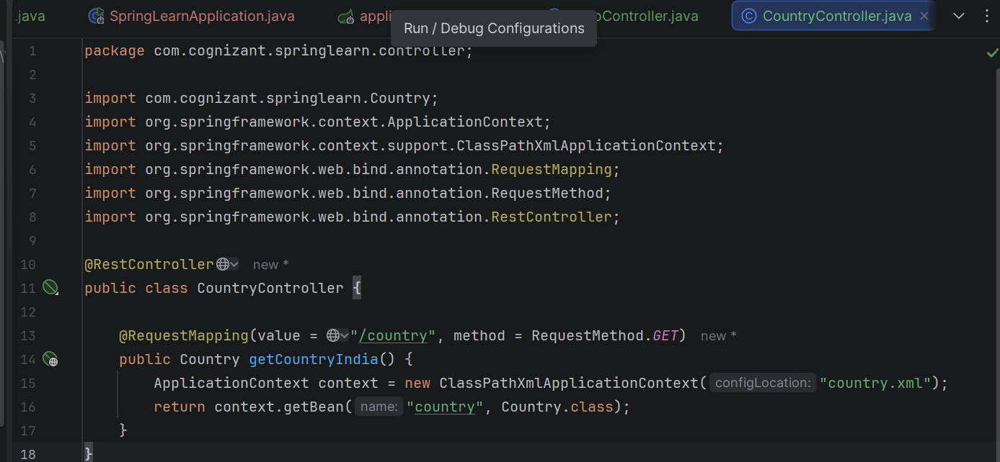 .java SpringLearnApplication.java appli oController.java CountryController.java
Run / Debug Configurations
1 package com.cognizant.springlearn.controller;
2
3 import com.cognizant.springlearn.Country;
4 import org.springframework.context.ApplicationContext;
5 import org.springframework.context.support.ClassPathXmlApplicationContext;
6 import org.springframework.web.bind.annotation.RequestMapping;
7 import org.springframework.web.bind.annotation.RequestMethod;
8 import org.springframework.web.bind.annotation.RestController;
9
10 @RestController new *
11 public class CountryController {
12
13 @RequestMapping(value = "/country", method = RequestMethod.GET) new *
14 public Country getCountryIndia() {
15 ApplicationContext context = new ClassPathXmlApplicationContext( configLocation: "country.xml");
16 return context.getBean( name: "country", Country.class);
17 }
18 }